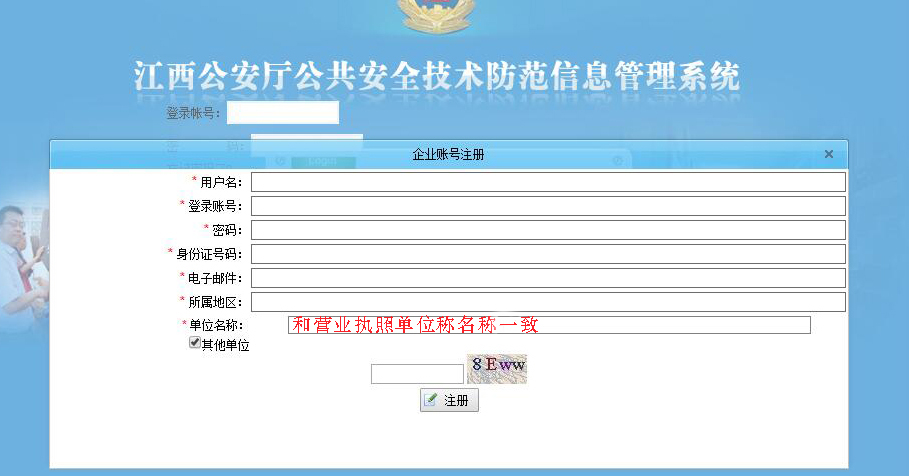 江西公安厅公共安全技术防范信息管理系统
登录帐号：
企业账号注册
* 用户名：
* 登录账号：
* 密码：
* 身份证号码：
* 电子邮件：
* 所属地区：
* 单位名称： 和营业执照单位称名称一致
其他单位
8Eww
注册